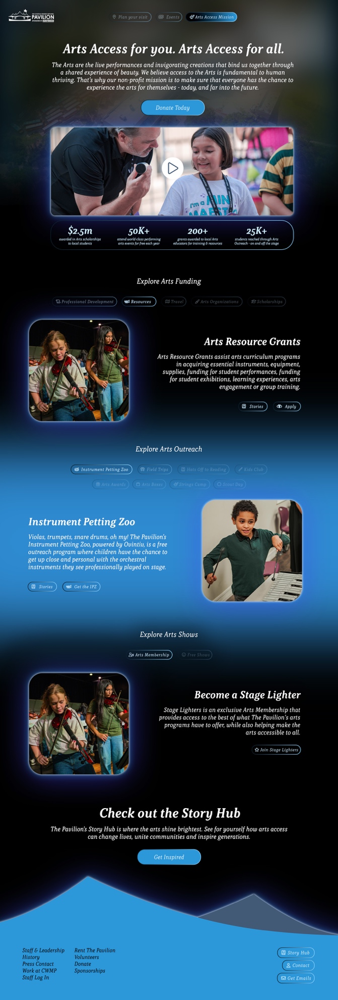 PAVILION
Plan your visit
Events
Arts Access Mission
Arts Access for you. Arts Access for all.
The Arts are the live performances and invigorating creations that bind us together through
a shared experience of beauty. We believe access to the Arts is fundamental to human
thriving. That's why our non-profit mission is to make sure that everyone has the chance to
experience the arts for themselves - today, and far into the future.
Donate Today
I'm a MINI
MAESTRO
$2.5m
awarded in Arts scholarships
to local students
50K+
attend world-class performing
arts events for free each year
200+
grants awarded to local Arts
educators for training & resources
25K+
students reached through Arts
Outreach - on and off the stage
Explore Arts Funding
Professional Development
Resources
Travel
Arts Organizations
Scholarships
Arts Resource Grants
Arts Resource Grants assist arts curriculum programs
in acquiring essential instruments, equipment,
supplies, funding for student performances, funding
for student exhibitions, learning experiences, arts
engagement or group training.
Stories
Apply
Explore Arts Outreach
Instrument Petting Zoo
Field Trips
Hats Off to Reading
Kids Club
Arts Awards
Arts Boxes
Strings Camp
Scout Day
Instrument Petting Zoo
Violas, trumpets, snare drums, oh my! The Pavilion's
Instrument Petting Zoo, powered by Ovintiv, is a free
outreach program where children have the chance to
get up close and personal with the orchestral
instruments they see professionally played on stage.
Stories
Get the IPZ
Explore Arts Shows
Arts Membership
Free Shows
Become a Stage Lighter
Stage Lighters is an exclusive Arts Membership that
provides access to the best of what The Pavilion's arts
programs have to offer, while also helping make the
arts accessible to all.
Join Stage Lighters
Check out the Story Hub
The Pavilion's Story Hub is where the arts shine brightest. See for yourself how arts access
can change lives, unite communities and inspire generations.
Get Inspired
Staff & Leadership
History
Press Contact
Work at CWMP
Staff Log In
Rent The Pavilion
Volunteers
Donate
Sponsorships
Story Hub
Contact
Get Emails